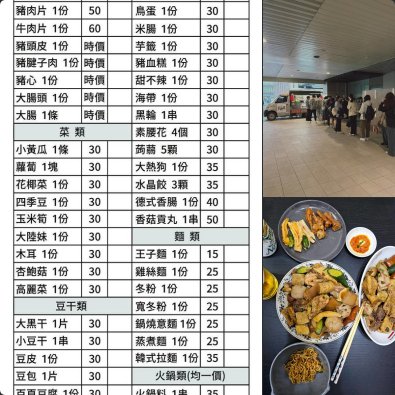 豬肉片 1份 50
牛肉片 1份 60
豬頭皮 1份 時價
豬腱子肉 1份 時價
豬心 1份 時價
大腸頭 1份 時價
大腸 1條 時價
菜 類
小黃瓜 1條 30
蘿蔔 1塊 30
花椰菜 1份 30
四季豆 1份 30
玉米筍 1份 30
大陸妹 1份 30
木耳 1份 30
杏鮑菇 1份 30
高麗菜 1份 30
豆干類
大黑干 1片 30
小豆干 1串 30
豆皮 1份 30
豆包 1片 30
百頁豆腐 1份 30
鳥蛋 1份 30
米腸 1份 30
芋籤 1份 30
豬血糕 1份 30
甜不辣 1份 30
海帶 1份 30
黑輪 1串 30
素腰花 4個 30
蒟蒻 5顆 30
大熱狗 1份 35
水晶餃 3顆 35
德式香腸 1份 40
香菇貢丸 1串 50
麵 類
王子麵 1份 15
雞絲麵 1份 25
冬粉 1份 25
寬冬粉 1份 25
鍋燒意麵 1份 25
蒸煮麵 1份 25
韓式拉麵 1份 35
火鍋類(均一價)
火鍋料 1串 35